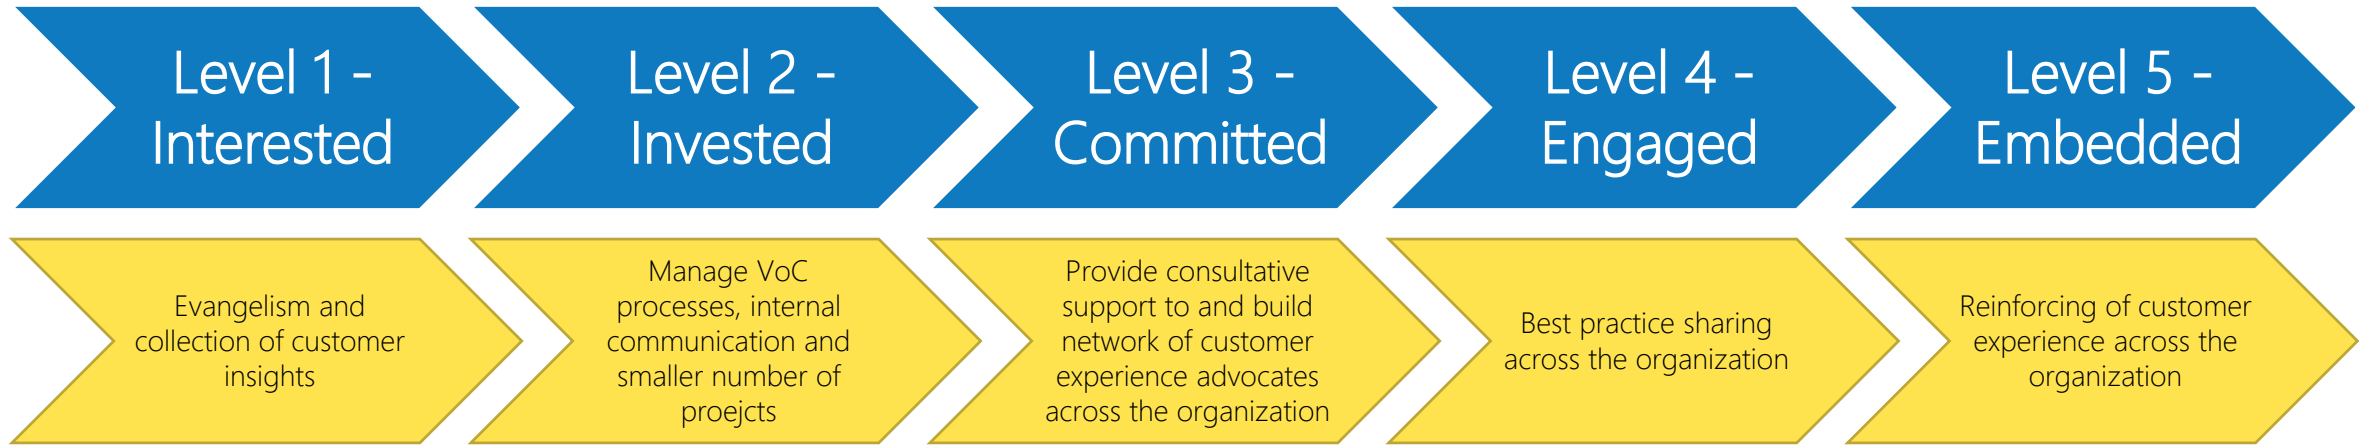 Level 1 -
Interested
Level 2 -
Invested
Level 3 -
Committed
Level 4 -
Engaged
Level 5 -
Embedded
Evangelism and
collection of customer
insights
Manage VoC
processes, internal
communication and
smaller number of
proejcts
Provide consultative
support to and build
network of customer
experience advocates
across the organization
Best practice sharing
across the organization
Reinforcing of customer
experience across the
organization